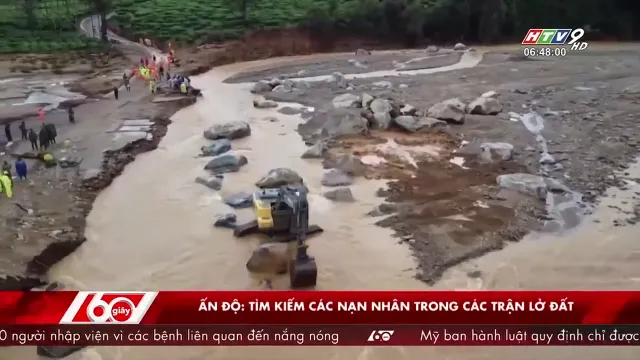 HTV9 HD
06:48:00
60 giây
ẤN ĐỘ: TÌM KIẾM CÁC NẠN NHÂN TRONG CÁC TRẬN LỞ ĐẤT
0 người nhập viện vì các bệnh liên quan đến nắng nóng 60 Mỹ ban hành luật quy định chỉ được